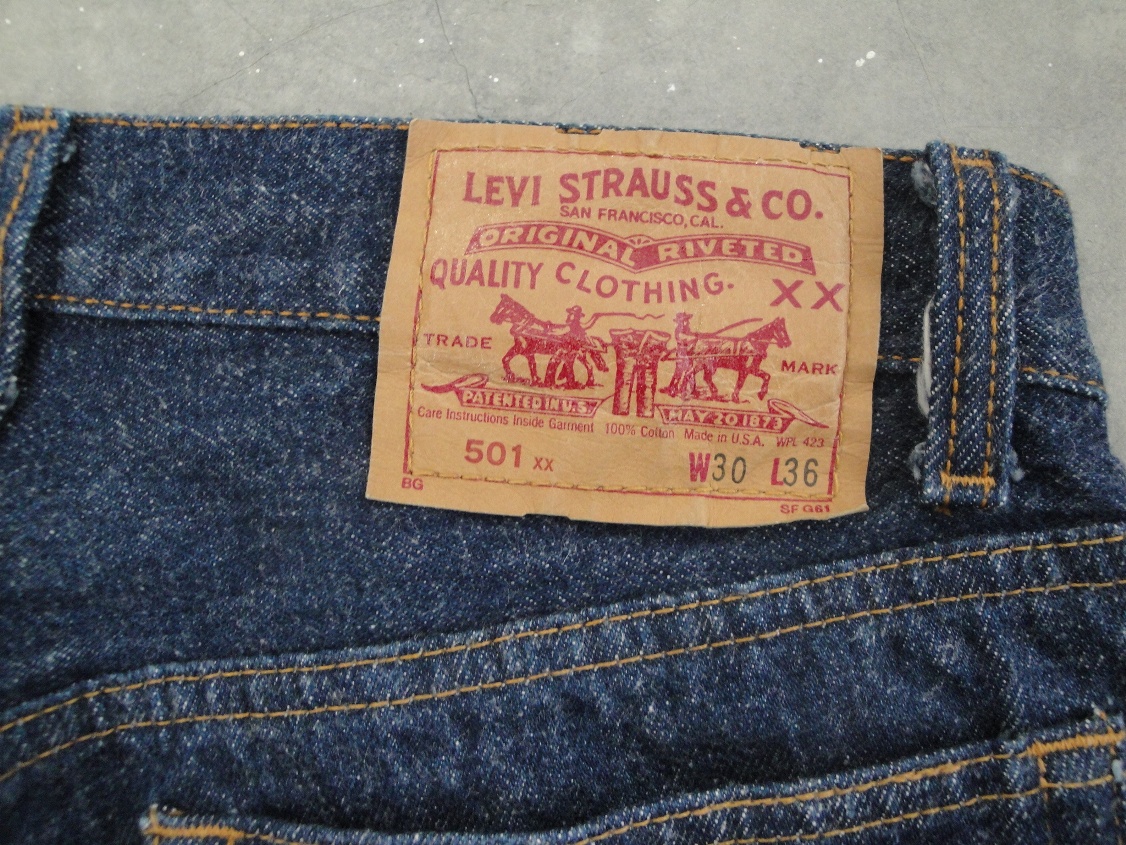 LEVI STRAUSS & CO.
SAN FRANCISCO, CAL.
ORIGINAL RIVETED
QUALITY CLOTHING.
XX
TRADE MARK
PATENTED IN U.S. MAY 20 1873
Care Instructions Inside Garment 100% Cotton Made in U.S.A. WPL 423
501 XX W30 L36
BG SF G61